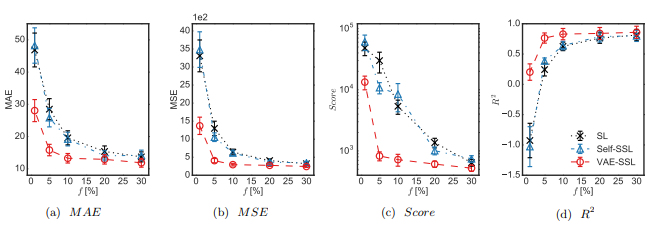 40e2
1.0
50
35
10^5
0.5
40
30
25
0.0
MAE
30
MSE
20
Score
10^4
R^2
−0.5
15
20
10
SL
−1.0
Self-SSL
5
10^3
VAE-SSL
10
0
−1.5
0 5 10 15 20 25 30
0 5 10 15 20 25 30
0 5 10 15 20 25 30
0 5 10 15 20 25 30
f [%]
f [%]
f [%]
f [%]
(a) MAE
(b) MSE
(c) Score
(d) R^2